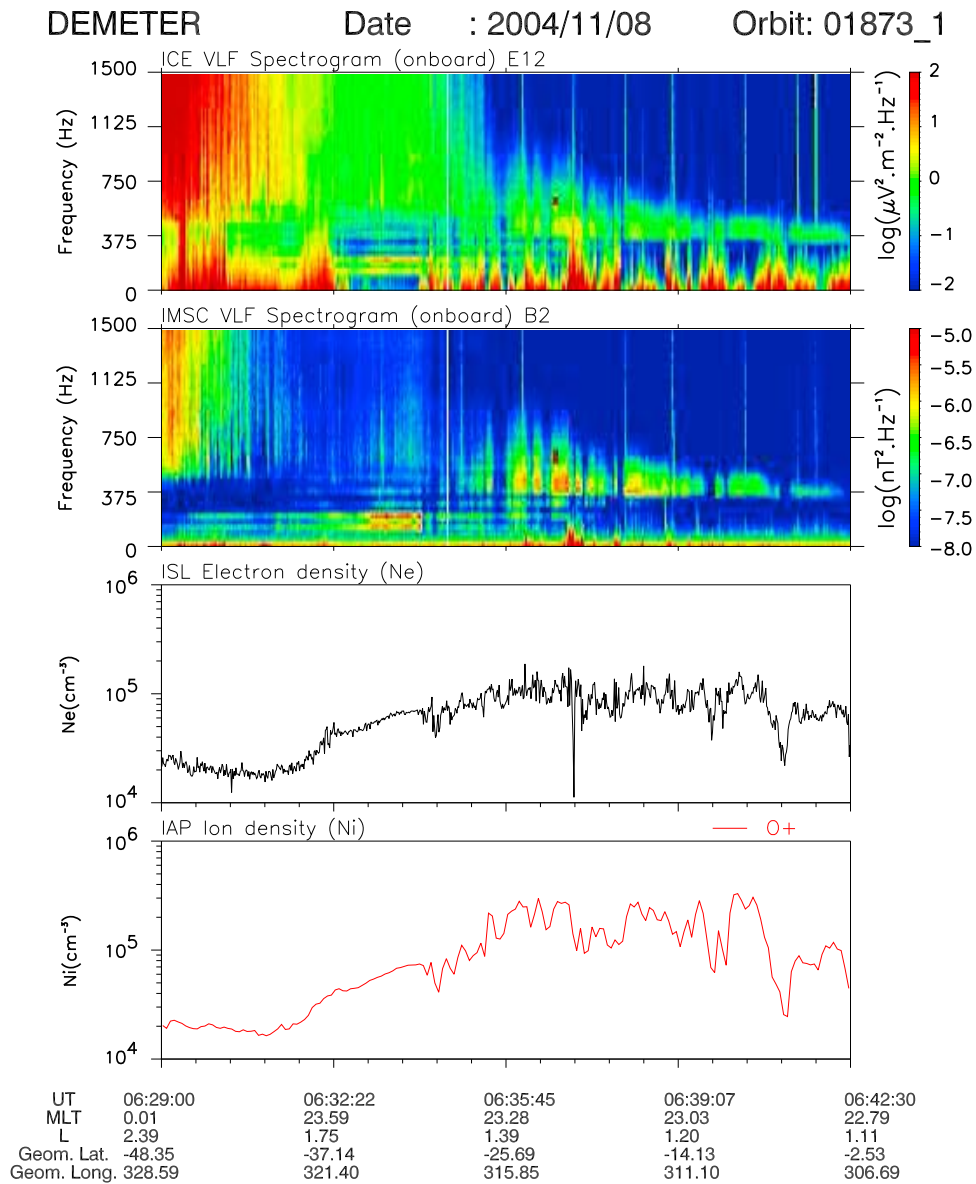 DEMETER Date : 2004/11/08 Orbit: 01873_1
ICE VLF Spectrogram (onboard) E12
1500
1125
750
375
0
Frequency (Hz)
2
1
0
−1
−2
log(μV².m⁻².Hz⁻¹)
IMSC VLF Spectrogram (onboard) B2
1500
1125
750
375
0
Frequency (Hz)
−5.0
−5.5
−6.0
−6.5
−7.0
−7.5
−8.0
log(nT².Hz⁻¹)
ISL Electron density (Ne)
10⁶
10⁵
10⁴
Ne(cm⁻³)
IAP Ion density (Ni)
O+
10⁶
10⁵
10⁴
Ni(cm⁻³)
UT 06:29:00 06:32:22 06:35:45 06:39:07 06:42:30
MLT 0.01 23.59 23.28 23.03 22.79
L 2.39 1.75 1.39 1.20 1.11
Geom. Lat. -48.35 -37.14 -25.69 -14.13 -2.53
Geom. Long. 328.59 321.40 315.85 311.10 306.69